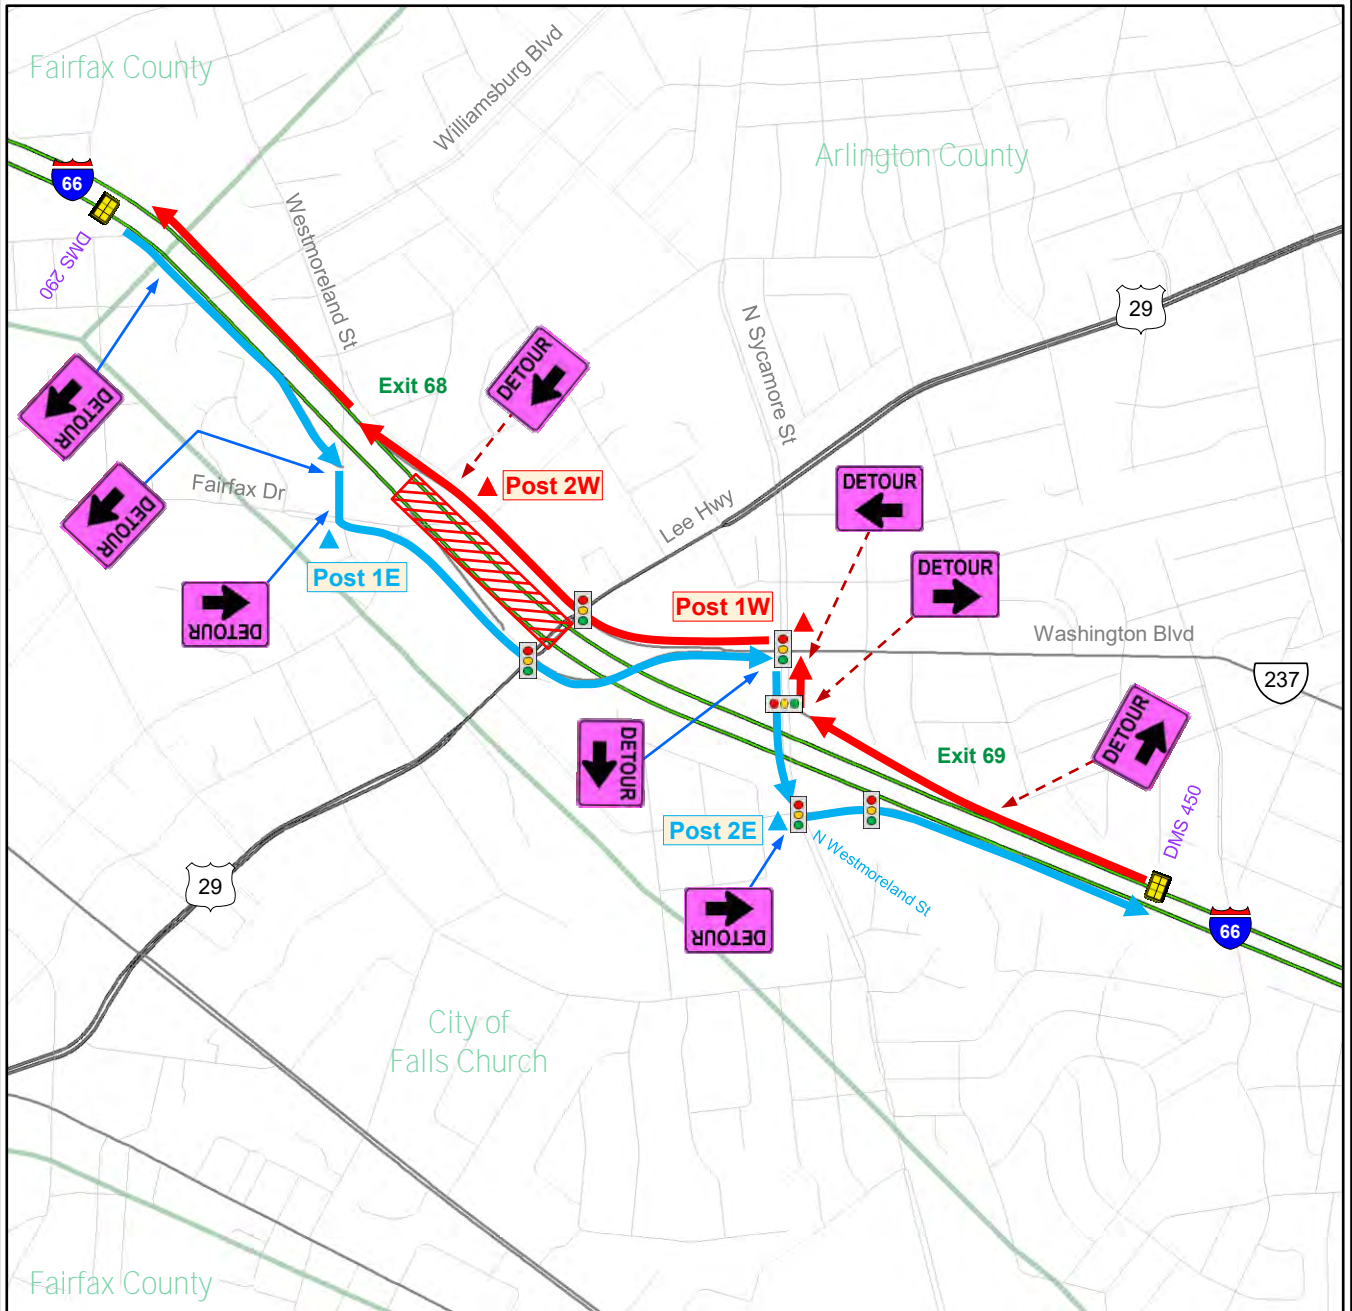 Fairfax County
Williamsburg Blvd
Arlington County
66
DMS 290
Westmoreland St
29
N Sycamore St
Exit 68
DETOUR
DETOUR
DETOUR
Fairfax Dr
Post 2W
DETOUR
Lee Hwy
DETOUR
Post 1E
DETOUR
Post 1W
Washington Blvd
237
DETOUR
Exit 69
DETOUR
DMS 450
Post 2E
N Westmoreland St
29
DETOUR
66
City of
Falls Church
Fairfax County